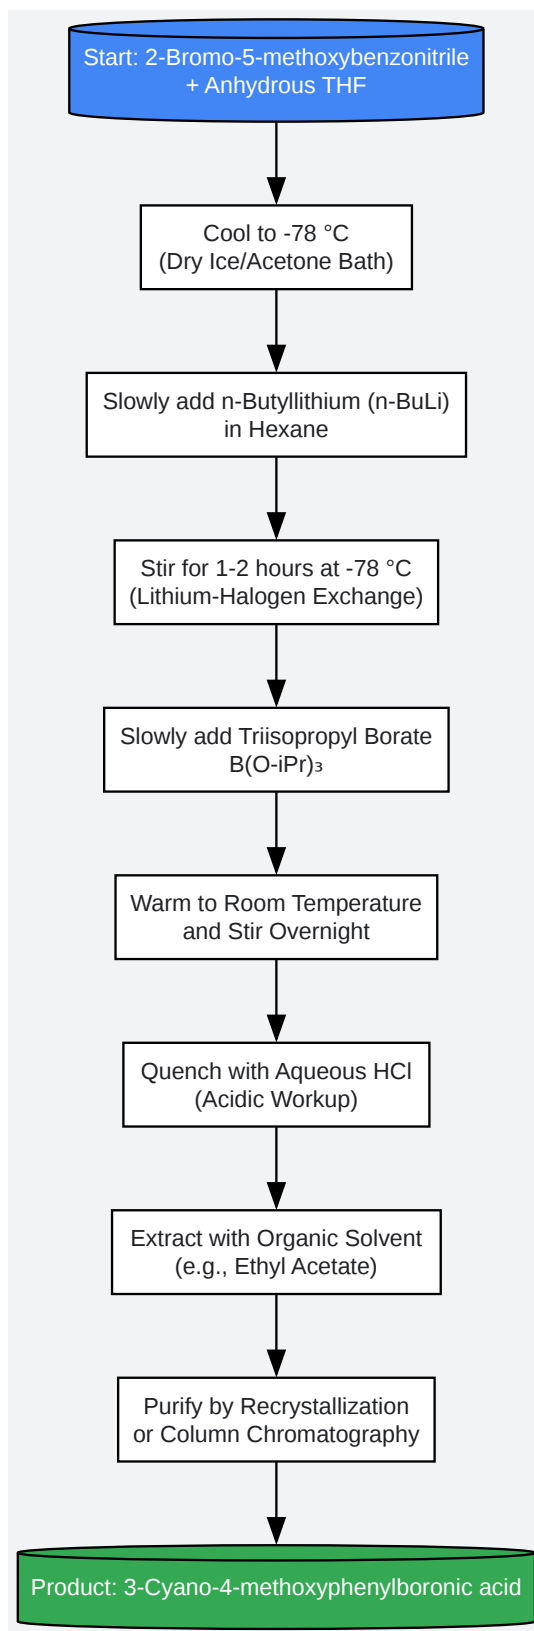 Start: 2-Bromo-5-methoxybenzonitrile
+ Anhydrous THF
Cool to -78 °C
(Dry Ice/Acetone Bath)
Slowly add n-Butyllithium (n-BuLi)
in Hexane
Stir for 1-2 hours at -78 °C
(Lithium-Halogen Exchange)
Slowly add Triisopropyl Borate
B(O-iPr)₃
Warm to Room Temperature
and Stir Overnight
Quench with Aqueous HCl
(Acidic Workup)
Extract with Organic Solvent
(e.g., Ethyl Acetate)
Purify by Recrystallization
or Column Chromatography
Product: 3-Cyano-4-methoxyphenylboronic acid